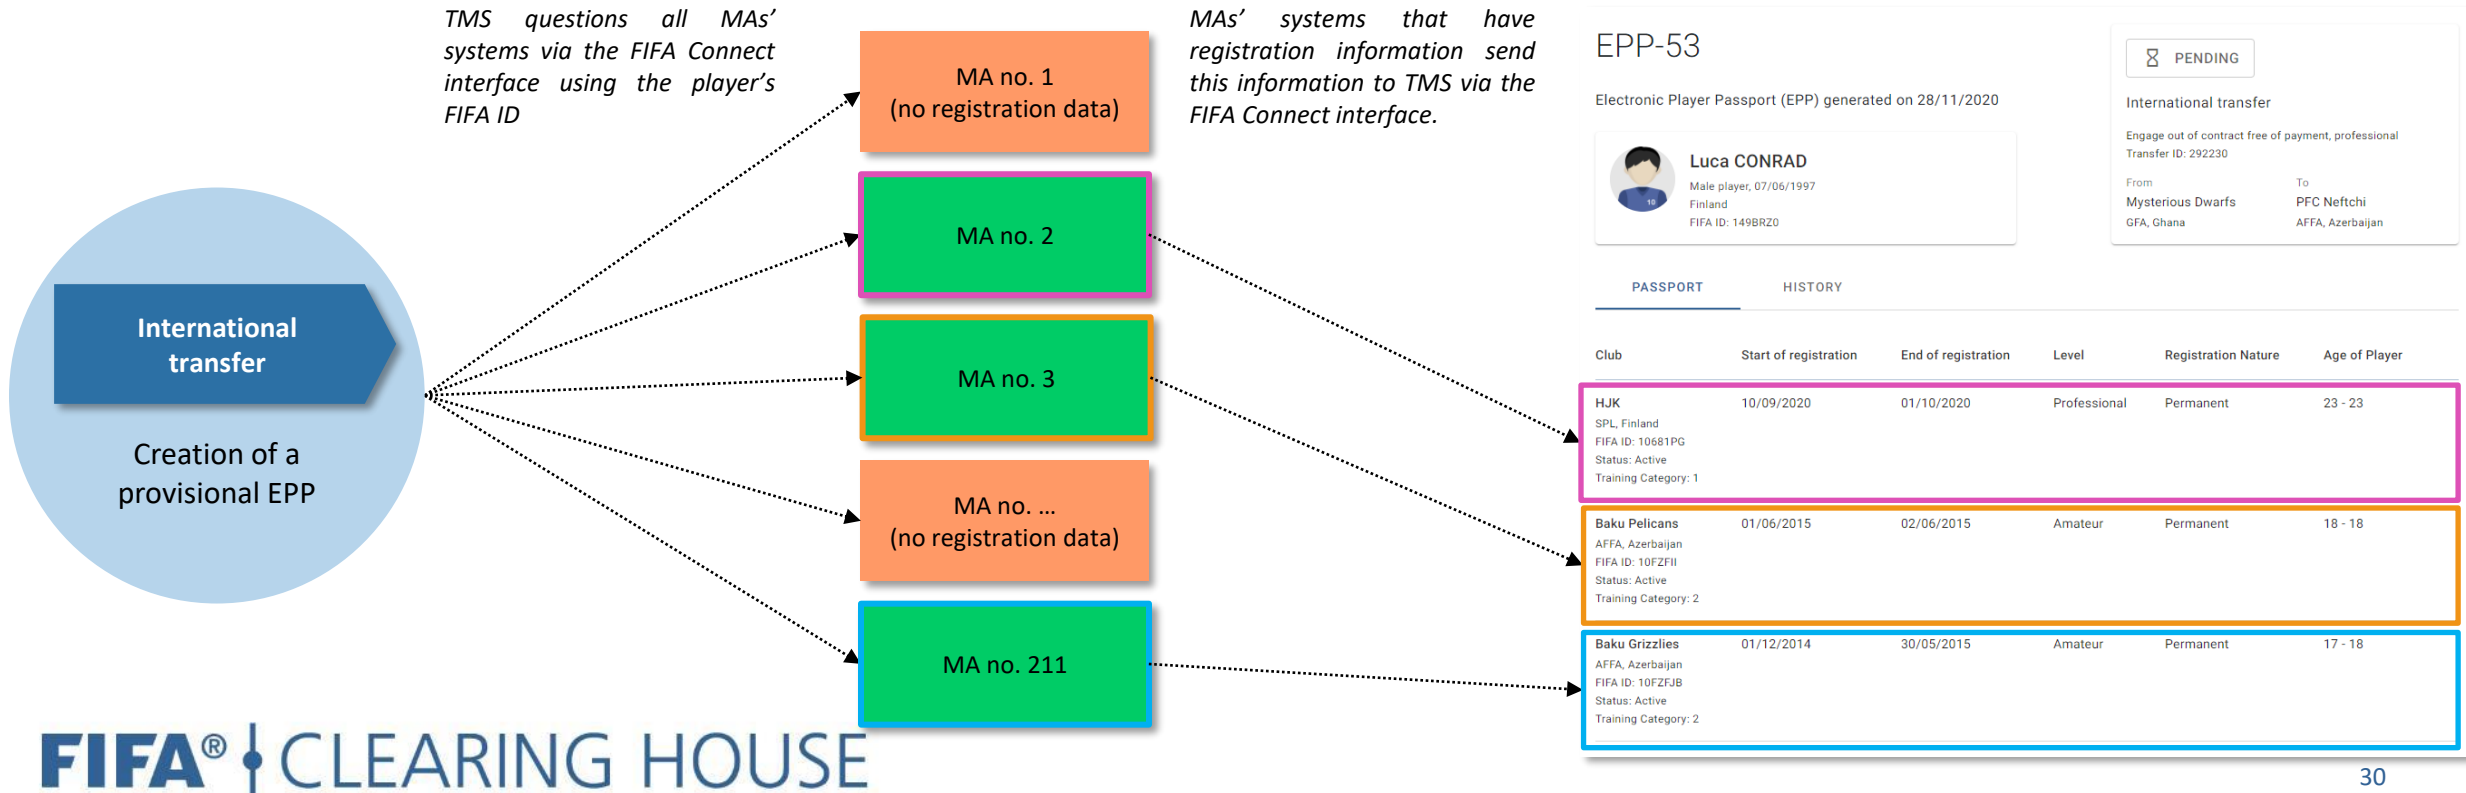 TMS questions all MAs'
systems via the FIFA Connect
interface using the player's
FIFA ID
International
transfer
Creation of a
provisional EPP
MA no. 1
(no registration data)
MA no. 2
MA no. 3
MA no. ...
(no registration data)
MA no. 211
MAs' systems that have
registration information send
this information to TMS via the
FIFA Connect interface.
EPP-53
Electronic Player Passport (EPP) generated on 28/11/2020
10
Luca CONRAD
Male player, 07/06/1997
Finland
FIFA ID: 149BRZ0
PENDING
International transfer
Engage out of contract free of payment, professional
Transfer ID: 292230
From To
Mysterious Dwarfs PFC Neftchi
GFA, Ghana AFFA, Azerbaijan
PASSPORT HISTORY
Club Start of registration End of registration Level Registration Nature Age of Player
HJK 10/09/2020 01/10/2020 Professional Permanent 23 - 23
SPL, Finland
FIFA ID: 10681PG
Status: Active
Training Category: 1
Baku Pelicans 01/06/2015 02/06/2015 Amateur Permanent 18 - 18
AFFA, Azerbaijan
FIFA ID: 10FZFII
Status: Active
Training Category: 2
Baku Grizzlies 01/12/2014 30/05/2015 Amateur Permanent 17 - 18
AFFA, Azerbaijan
FIFA ID: 10FZFJB
Status: Active
Training Category: 2
FIFA® CLEARING HOUSE
30